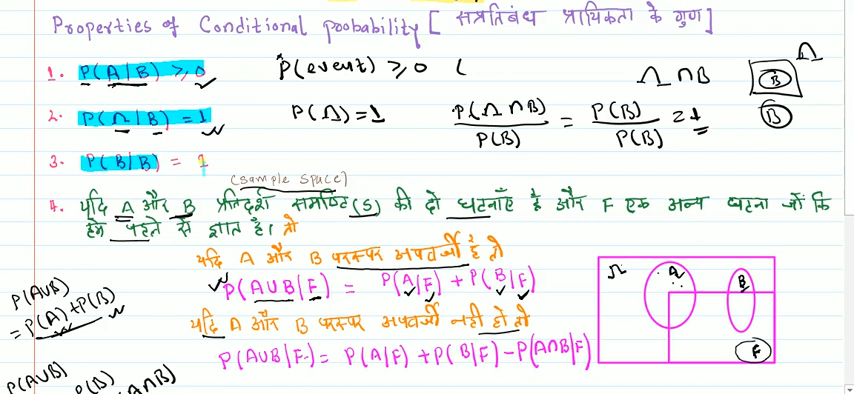 Properties of Conditional probability [ सप्रतिबंध प्रायिकता के गुण]
1. P(A|B) ≥ 0 P(event) ≥ 0 ( Ω∩B B Ω
2. P(Ω|B) = 1 P(Ω) = 1 P(Ω∩B)/P(B) = P(B)/P(B) = 1 B
3. P(B|B) = 1
(Sample Space)
4. यदि A और B प्रतिदर्श समष्टि(S) की दो घटनाएँ है और F एक अन्य घटना जो कि
हमे पहले से ज्ञात है। तो
यदि A और B परस्पर अपवर्जी है तो
P(A∪B|F) = P(A|F) + P(B|F)
यदि A और B परस्पर अपवर्जी नही हो तो
P(A∪B|F) = P(A|F) + P(B|F) - P(A∩B|F)
P(A∪B)
= P(A) + P(B)
P(A∪B)
P(B)
(A∩B)
Ω A B
F